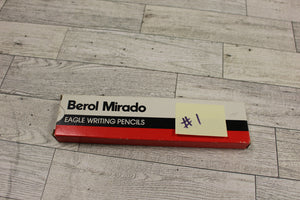 Berol Mirado
EAGLE WRITING PENCILS
#1